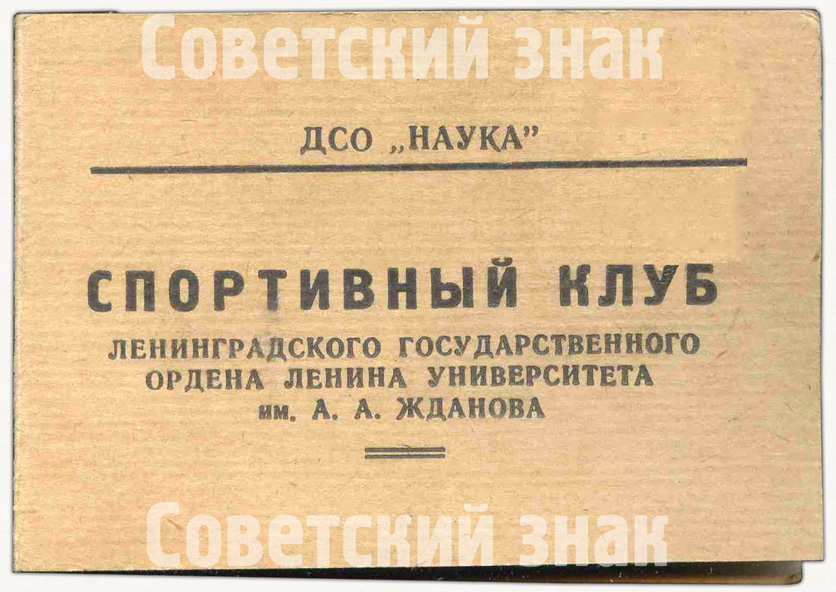 Советский знак
ДСО „НАУКА”
СПОРТИВНЫЙ КЛУБ
ЛЕНИНГРАДСКОГО ГОСУДАРСТВЕННОГО
ОРДЕНА ЛЕНИНА УНИВЕРСИТЕТА
им. А. А. ЖДАНОВА
Советский знак